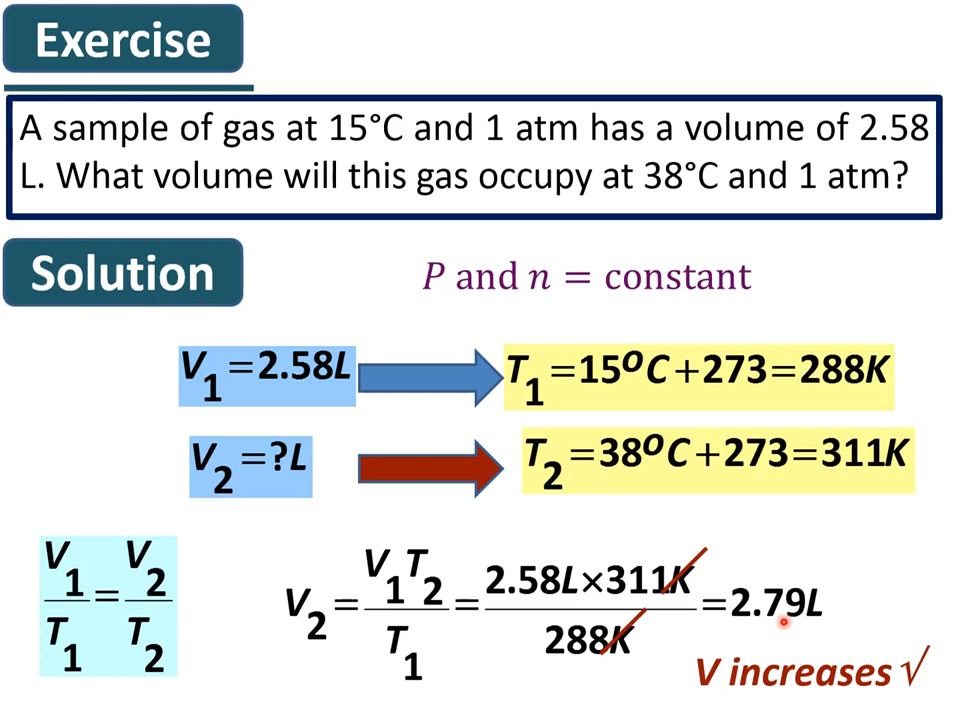 Exercise
A sample of gas at 15°C and 1 atm has a volume of 2.58
L. What volume will this gas occupy at 38°C and 1 atm?
Solution
P and n = constant
V₁ = 2.58L
T₁ = 15ᴼC + 273 = 288K
V₂ = ?L
T₂ = 38ᴼC + 273 = 311K
V₁/T₁ = V₂/T₂
V₂ = V₁T₂/T₁ = 2.58L×311K/288K = 2.79L
V increases √